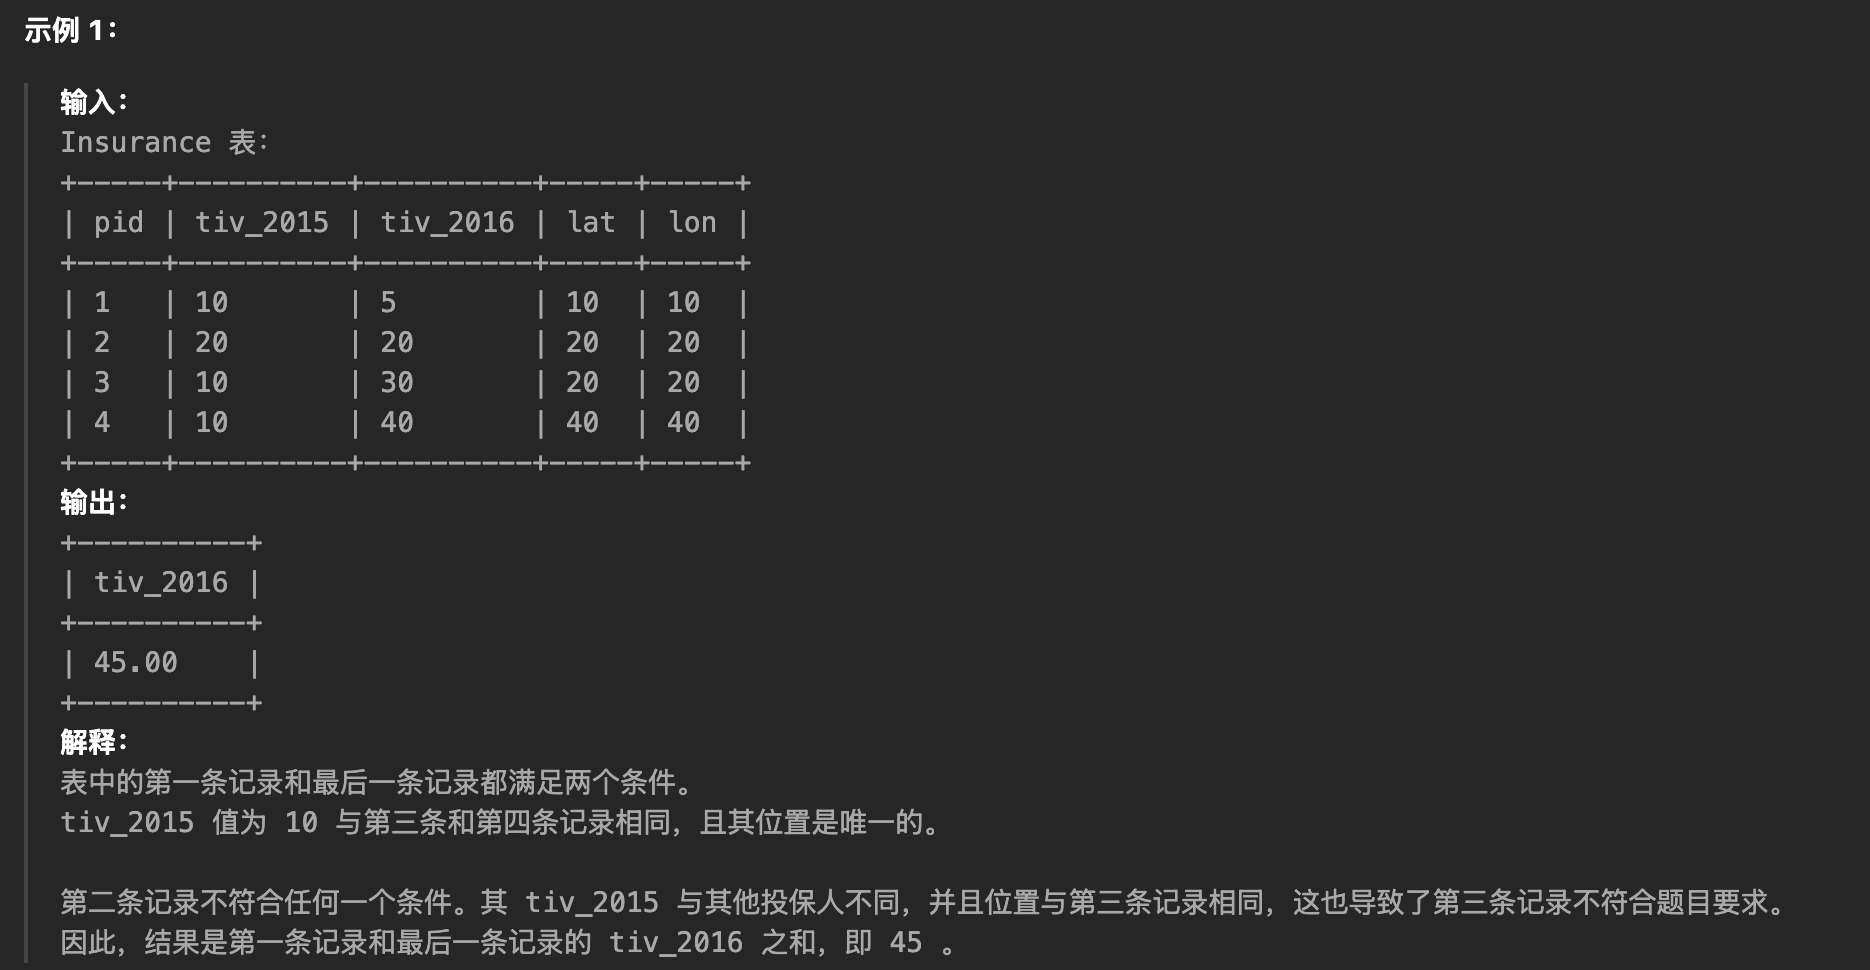 示例 1：
输入：
Insurance 表：
+-----+----------+----------+-----+-----+
| pid | tiv_2015 | tiv_2016 | lat | lon |
+-----+----------+----------+-----+-----+
| 1   | 10       | 5        | 10  | 10  |
| 2   | 20       | 20       | 20  | 20  |
| 3   | 10       | 30       | 20  | 20  |
| 4   | 10       | 40       | 40  | 40  |
+-----+----------+----------+-----+-----+
输出：
+----------+
| tiv_2016 |
+----------+
| 45.00    |
+----------+
解释：
表中的第一条记录和最后一条记录都满足两个条件。
tiv_2015 值为 10 与第三条和第四条记录相同，且其位置是唯一的。
第二条记录不符合任何一个条件。其 tiv_2015 与其他投保人不同，并且位置与第三条记录相同，这也导致了第三条记录不符合题目要求。
因此，结果是第一条记录和最后一条记录的 tiv_2016 之和，即 45 。